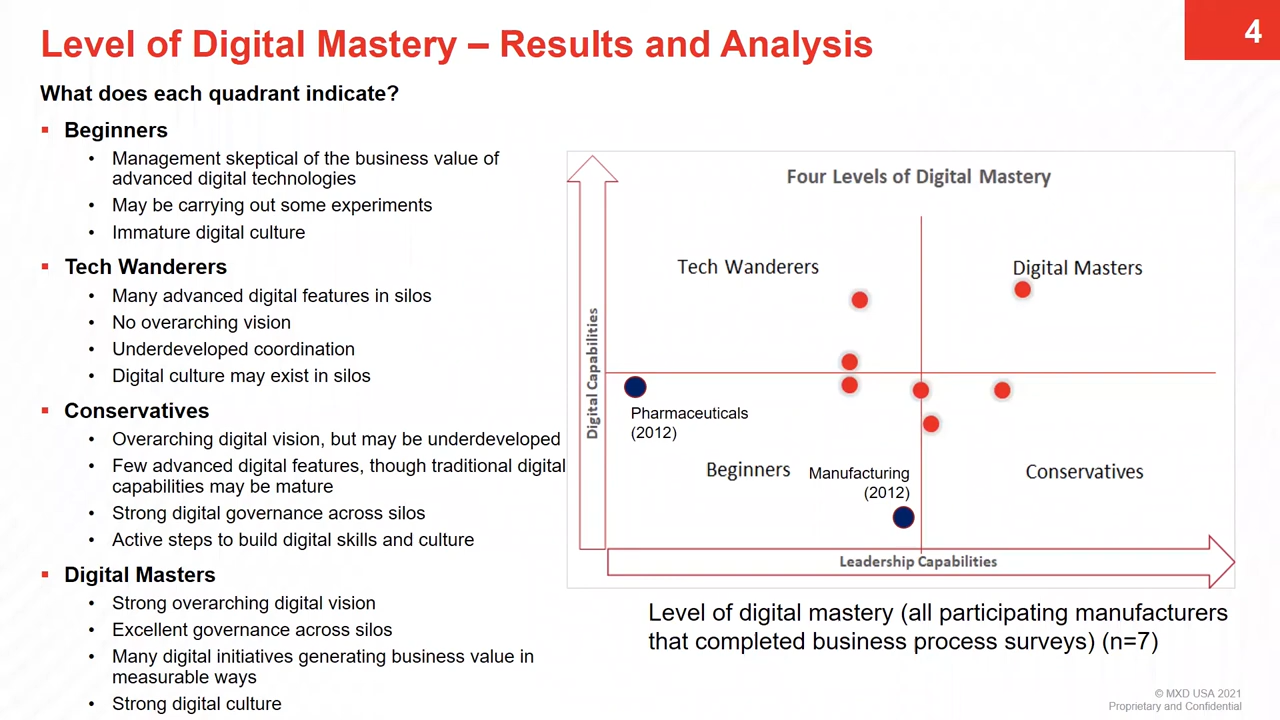 Level of Digital Mastery – Results and Analysis
4
What does each quadrant indicate?
▪ Beginners
• Management skeptical of the business value of
advanced digital technologies
• May be carrying out some experiments
• Immature digital culture
▪ Tech Wanderers
• Many advanced digital features in silos
• No overarching vision
• Underdeveloped coordination
• Digital culture may exist in silos
▪ Conservatives
• Overarching digital vision, but may be underdeveloped
• Few advanced digital features, though traditional digital
capabilities may be mature
• Strong digital governance across silos
• Active steps to build digital skills and culture
▪ Digital Masters
• Strong overarching digital vision
• Excellent governance across silos
• Many digital initiatives generating business value in
measurable ways
• Strong digital culture
Four Levels of Digital Mastery
Tech Wanderers
Digital Masters
Digital Capabilities
Pharmaceuticals
(2012)
Beginners
Manufacturing
(2012)
Conservatives
Leadership Capabilities
Level of digital mastery (all participating manufacturers
that completed business process surveys) (n=7)
© MXD USA 2021
Proprietary and Confidential